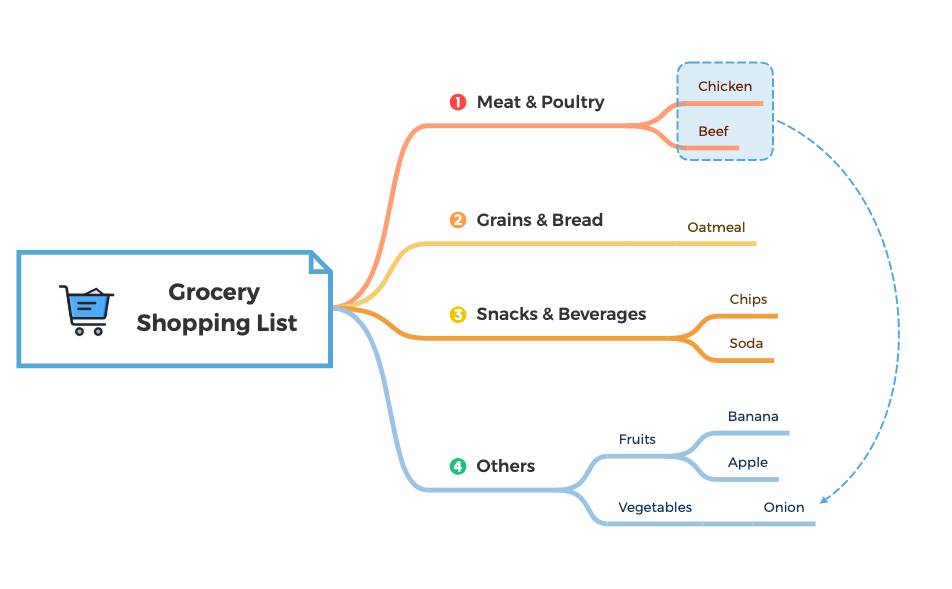 Grocery
Shopping List
1 Meat & Poultry
Chicken
Beef
2 Grains & Bread
Oatmeal
3 Snacks & Beverages
Chips
Soda
4 Others
Fruits
Banana
Apple
Vegetables
Onion